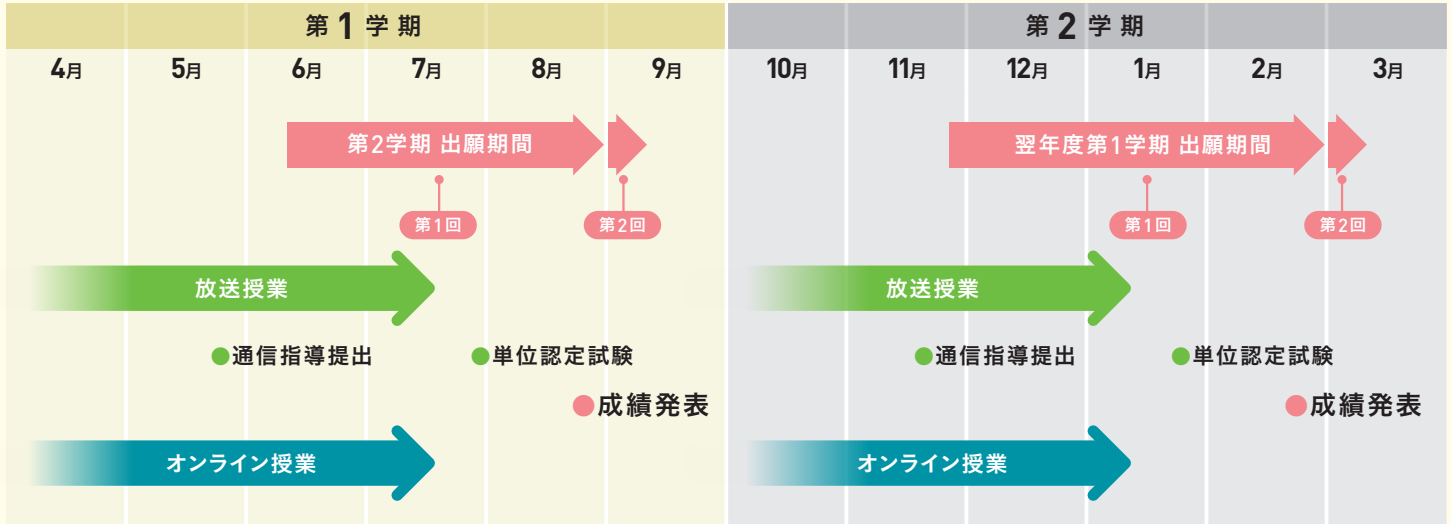 第1学期
第2学期
4月 5月 6月 7月 8月 9月 10月 11月 12月 1月 2月 3月
第2学期 出願期間
翌年度第1学期 出願期間
第1回 第2回 第1回 第2回
放送授業 放送授業
●通信指導提出 ●単位認定試験 ●通信指導提出 ●単位認定試験
●成績発表 ●成績発表
オンライン授業 オンライン授業